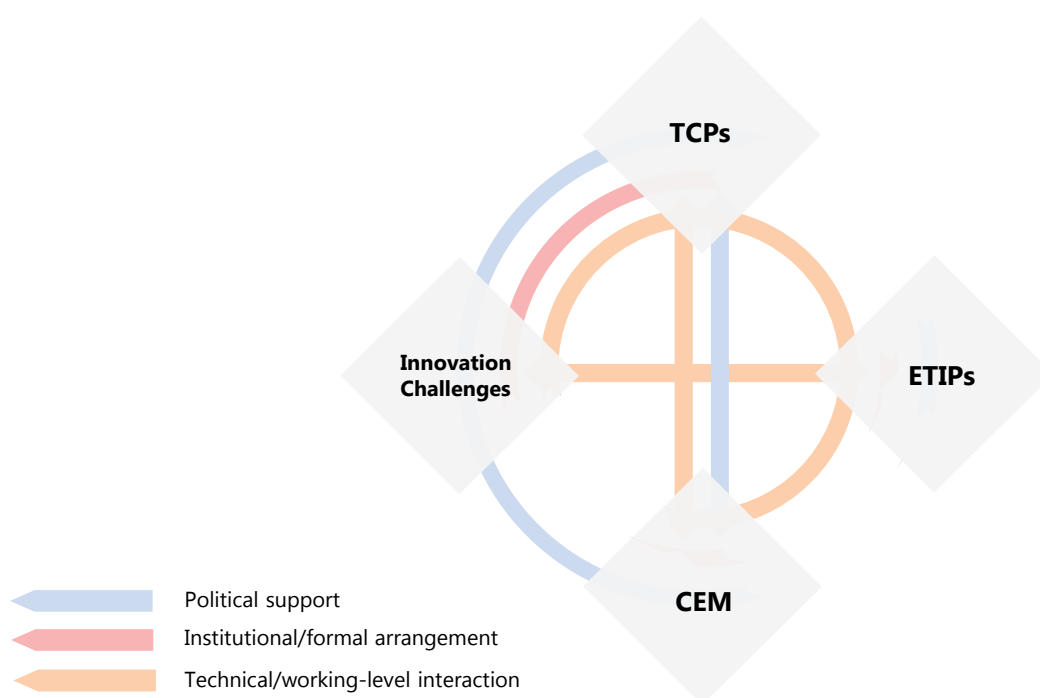 TCPs
Innovation
Challenges
ETIPs
CEM
Political support
Institutional/formal arrangement
Technical/working-level interaction